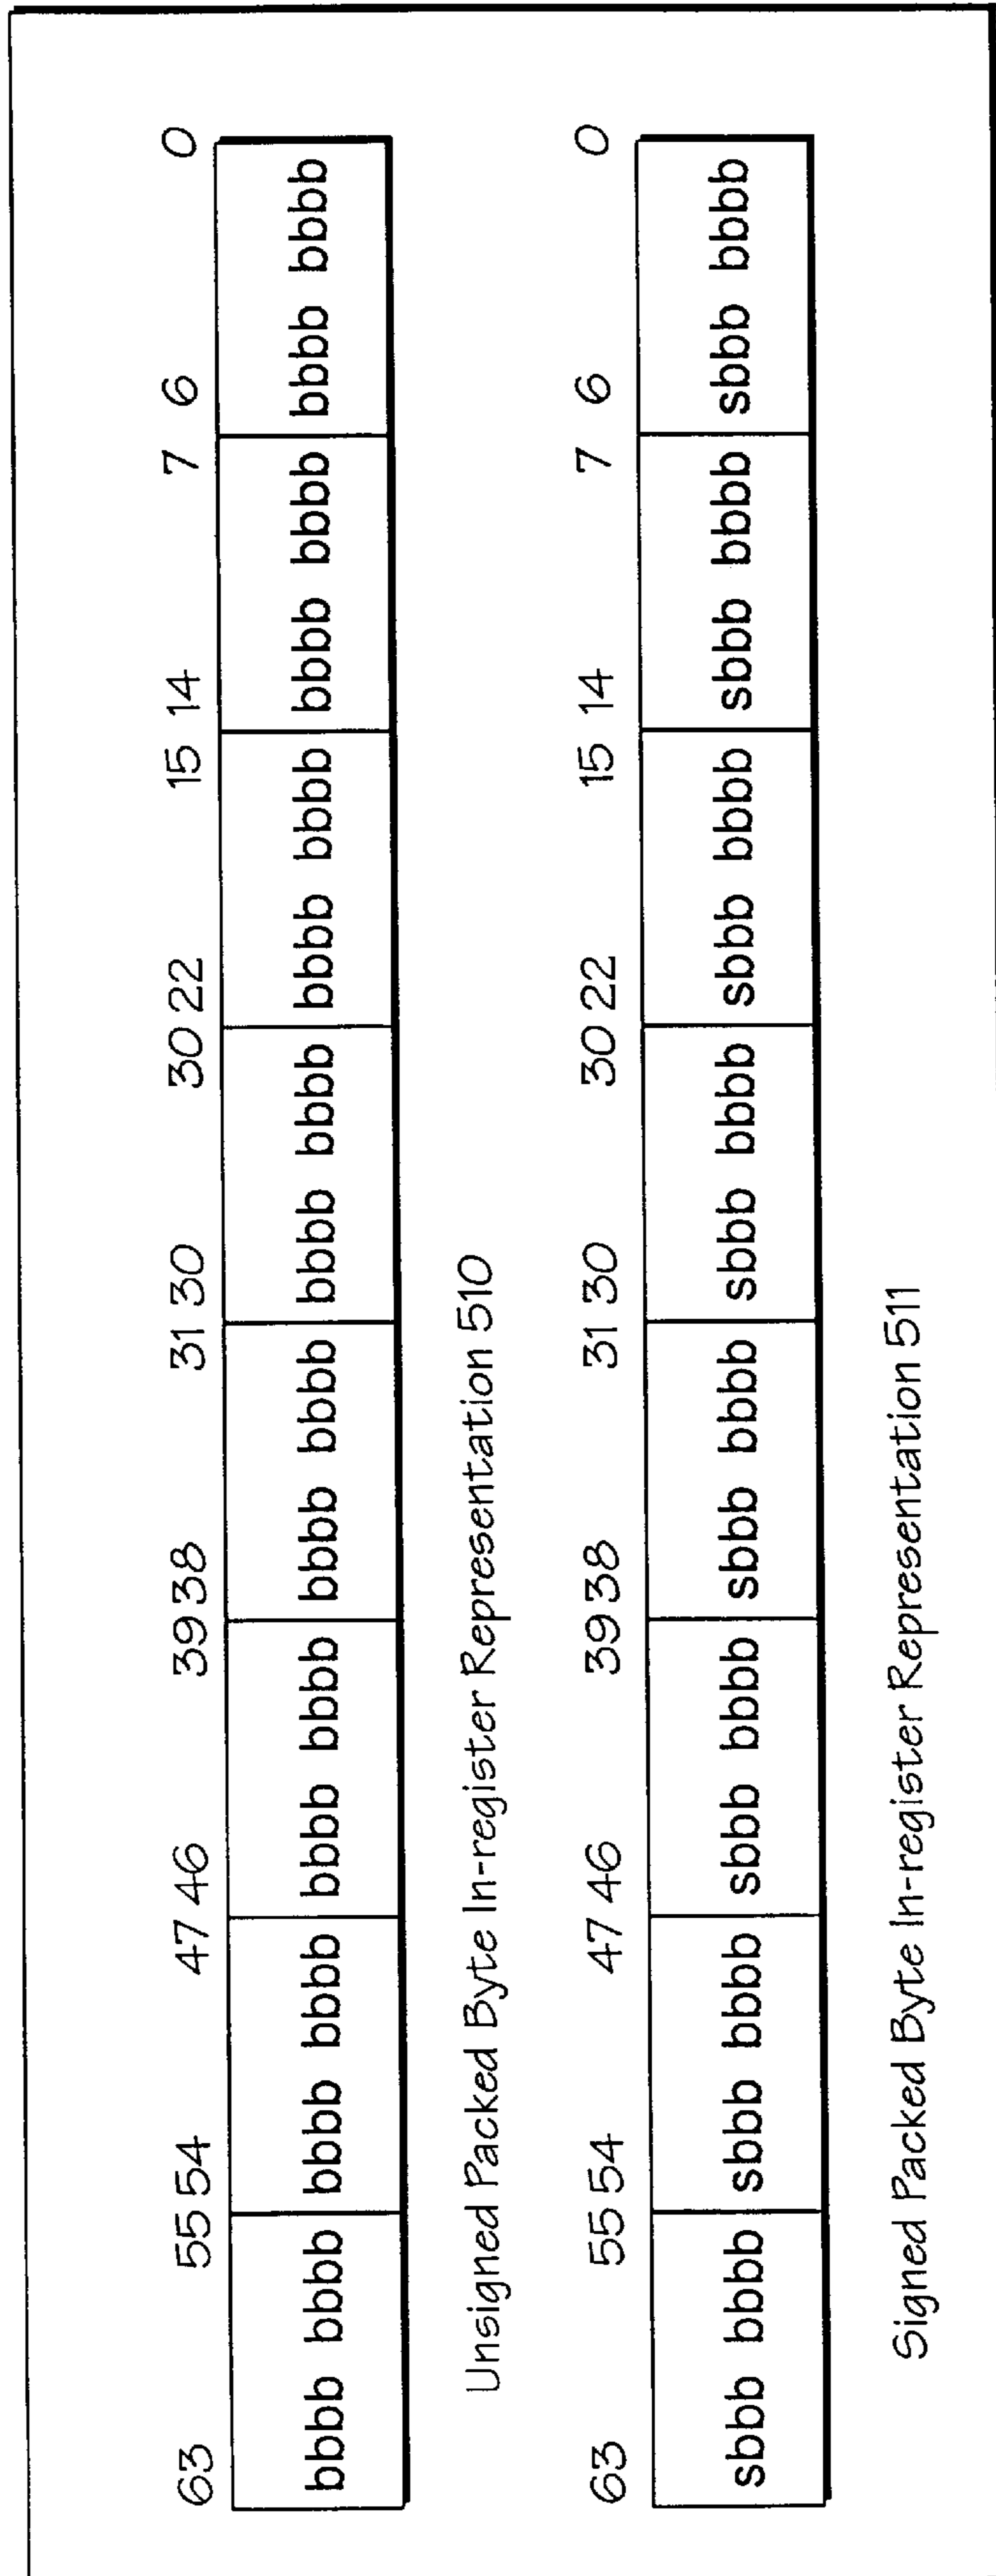 63 55 54 47 46 39 38 31 30 30 22 15 14 7 6 0
bbbb bbbb bbbb bbbb bbbb bbbb bbbb bbbb bbbb bbbb bbbb bbbb bbbb bbbb bbbb bbbb
Unsigned Packed Byte In-register Representation 510
63 55 54 47 46 39 38 31 30 30 22 15 14 7 6 0
sbbb bbbb sbbb bbbb sbbb bbbb sbbb bbbb sbbb bbbb sbbb bbbb sbbb bbbb sbbb bbbb
Signed Packed Byte In-register Representation 511